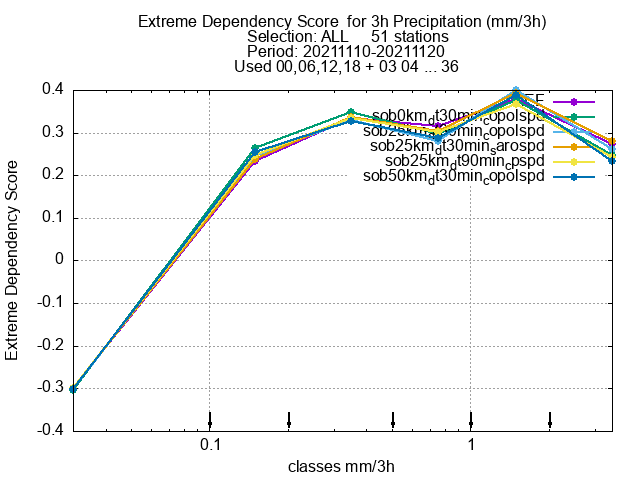 Extreme Dependency Score  for 3h Precipitation (mm/3h)
Selection: ALL     51 stations
Period: 20211110-20211120
Used 00,06,12,18 + 03 04 ... 36
Extreme Dependency Score
0.4
0.3
0.2
0.1
0
-0.1
-0.2
-0.3
-0.4
sob0km_dt30min_copolspd
sob25km_dt30min_sarospd
sob25km_dt90min_cpspd
sob50km_dt30min_copolspd
0.1
1
classes mm/3h